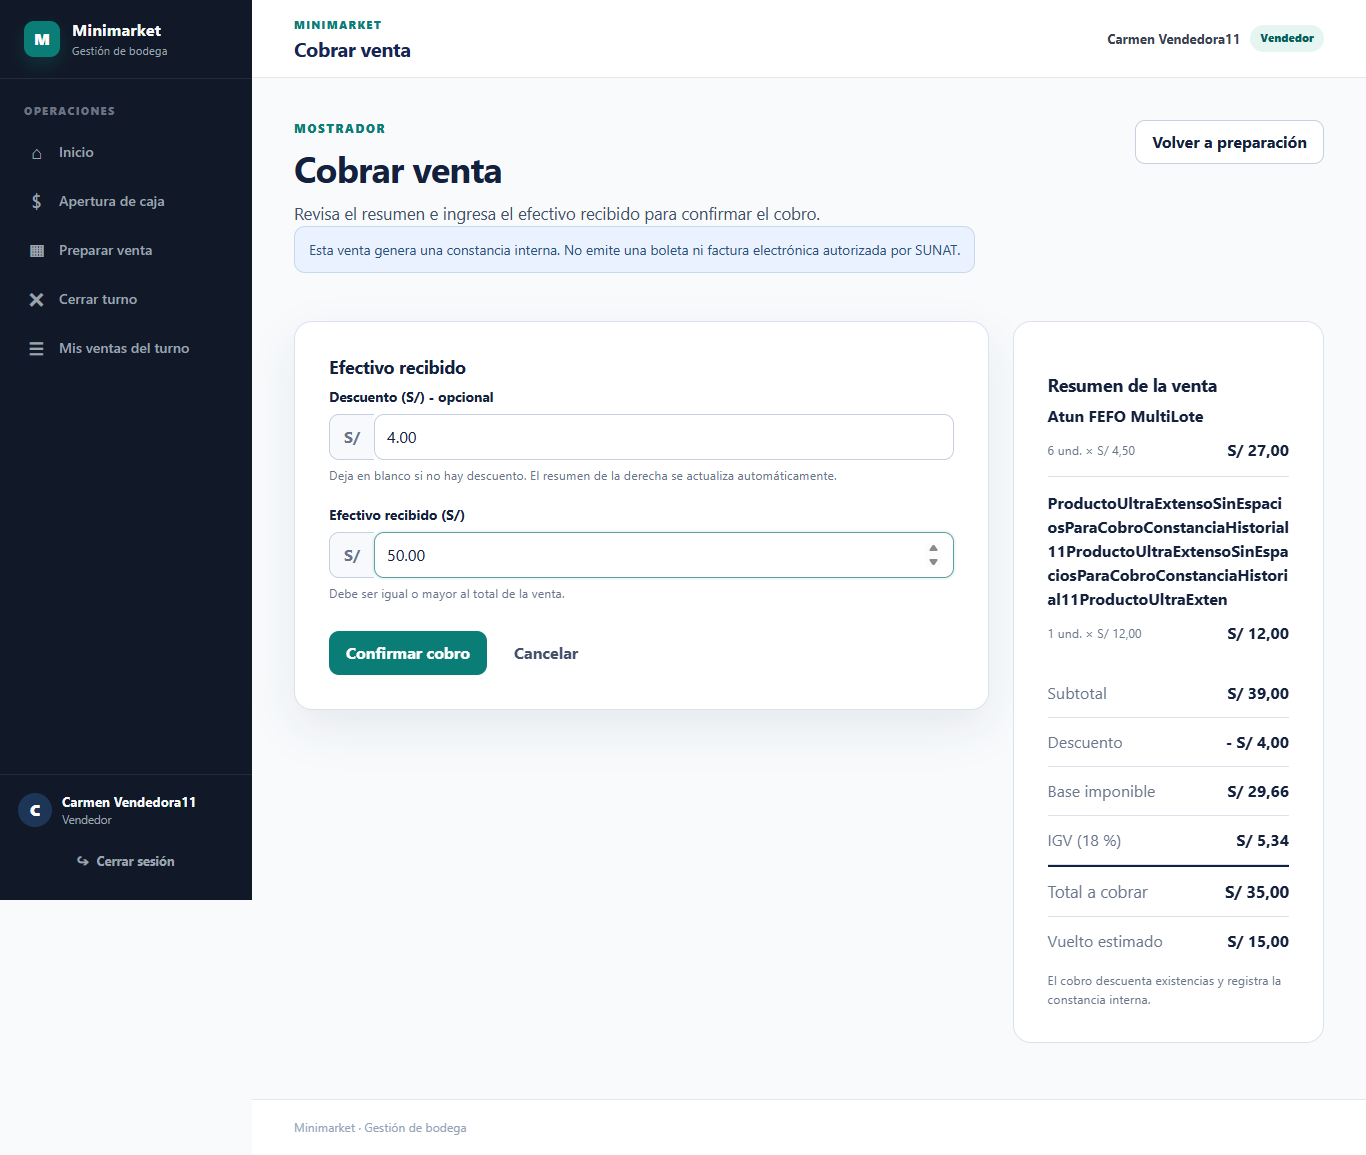 M
Minimarket
Gestión de bodega
OPERACIONES
Inicio
$ Apertura de caja
Preparar venta
Cerrar turno
Mis ventas del turno
C
Carmen Vendedora11
Vendedor
Cerrar sesión
MINIMARKET
Cobrar venta
Carmen Vendedora11
Vendedor
MOSTRADOR
Cobrar venta
Revisa el resumen e ingresa el efectivo recibido para confirmar el cobro.
Esta venta genera una constancia interna. No emite una boleta ni factura electrónica autorizada por SUNAT.
Volver a preparación
Efectivo recibido
Descuento (S/) - opcional
S/ 4.00
Deja en blanco si no hay descuento. El resumen de la derecha se actualiza automáticamente.
Efectivo recibido (S/)
S/ 50.00
Debe ser igual o mayor al total de la venta.
Confirmar cobro
Cancelar
Resumen de la venta
Atun FEFO MultiLote
6 und. × S/ 4,50 S/ 27,00
ProductoUltraExtensoSinEspaci
osParaCobroConstanciaHistorial
11ProductoUltraExtensoSinEspa
ciosParaCobroConstanciaHistori
al11ProductoUltraExten
1 und. × S/ 12,00 S/ 12,00
Subtotal S/ 39,00
Descuento - S/ 4,00
Base imponible S/ 29,66
IGV (18 %) S/ 5,34
Total a cobrar S/ 35,00
Vuelto estimado S/ 15,00
El cobro descuenta existencias y registra la
constancia interna.
Minimarket · Gestión de bodega